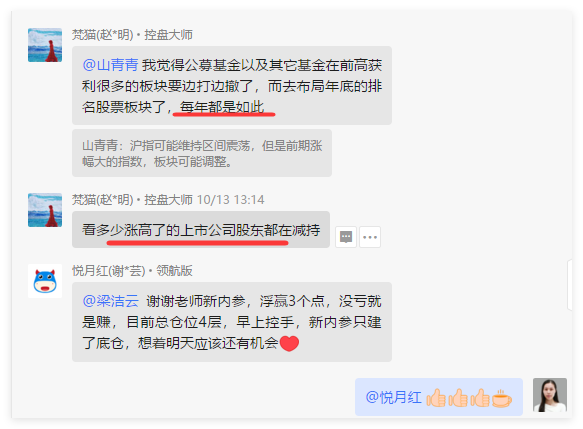 梵猫(赵*明)・控盘大师
@山青青 我觉得公募基金以及其它基金在前高获
利很多的板块要边打边撤了，而去布局年底的排
名股票板块了，每年都是如此
山青青：沪指可能维持区间震荡，但是前期涨
幅大的指数，板块可能调整。
梵猫(赵*明)・控盘大师 10/13 13:14
看多少涨高了的上市公司股东都在减持
悦月红(谢*芸)・领航版
@梁洁云 谢谢老师新内参，浮赢3个点，没亏就
是赚，目前总仓位4层，早上控手，新内参只建
了底仓，想着明天应该还有机会❤️
@悦月红 👍👍👍☕